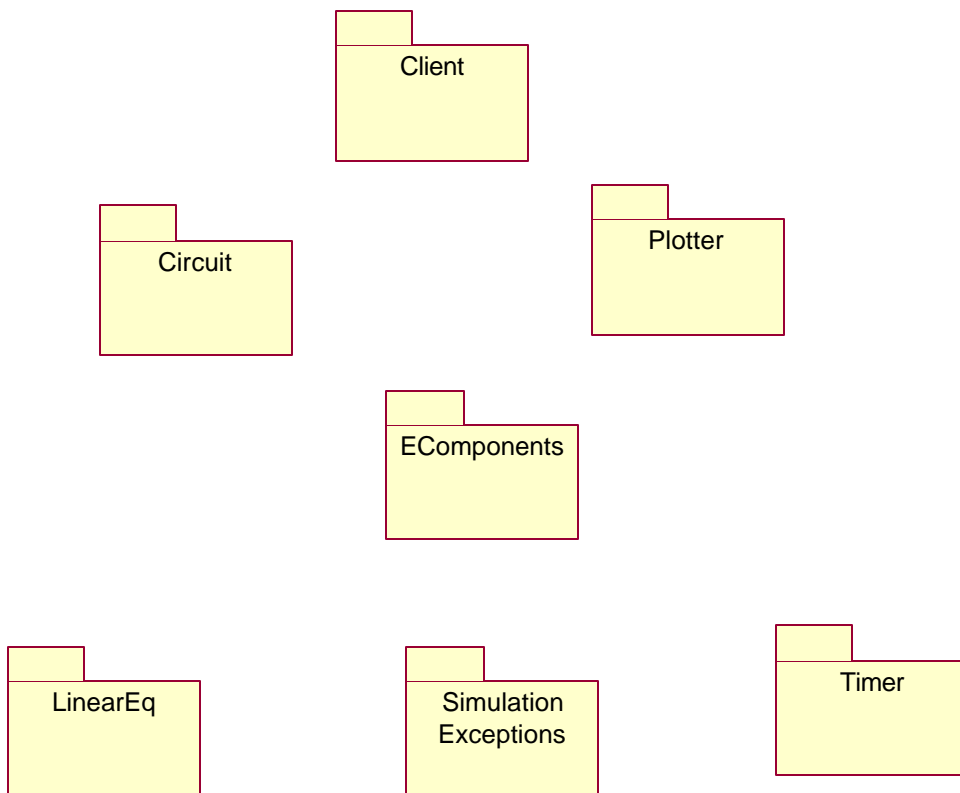 Client
Plotter
Circuit
EComponents
LinearEq
Simulation
Exceptions
Timer